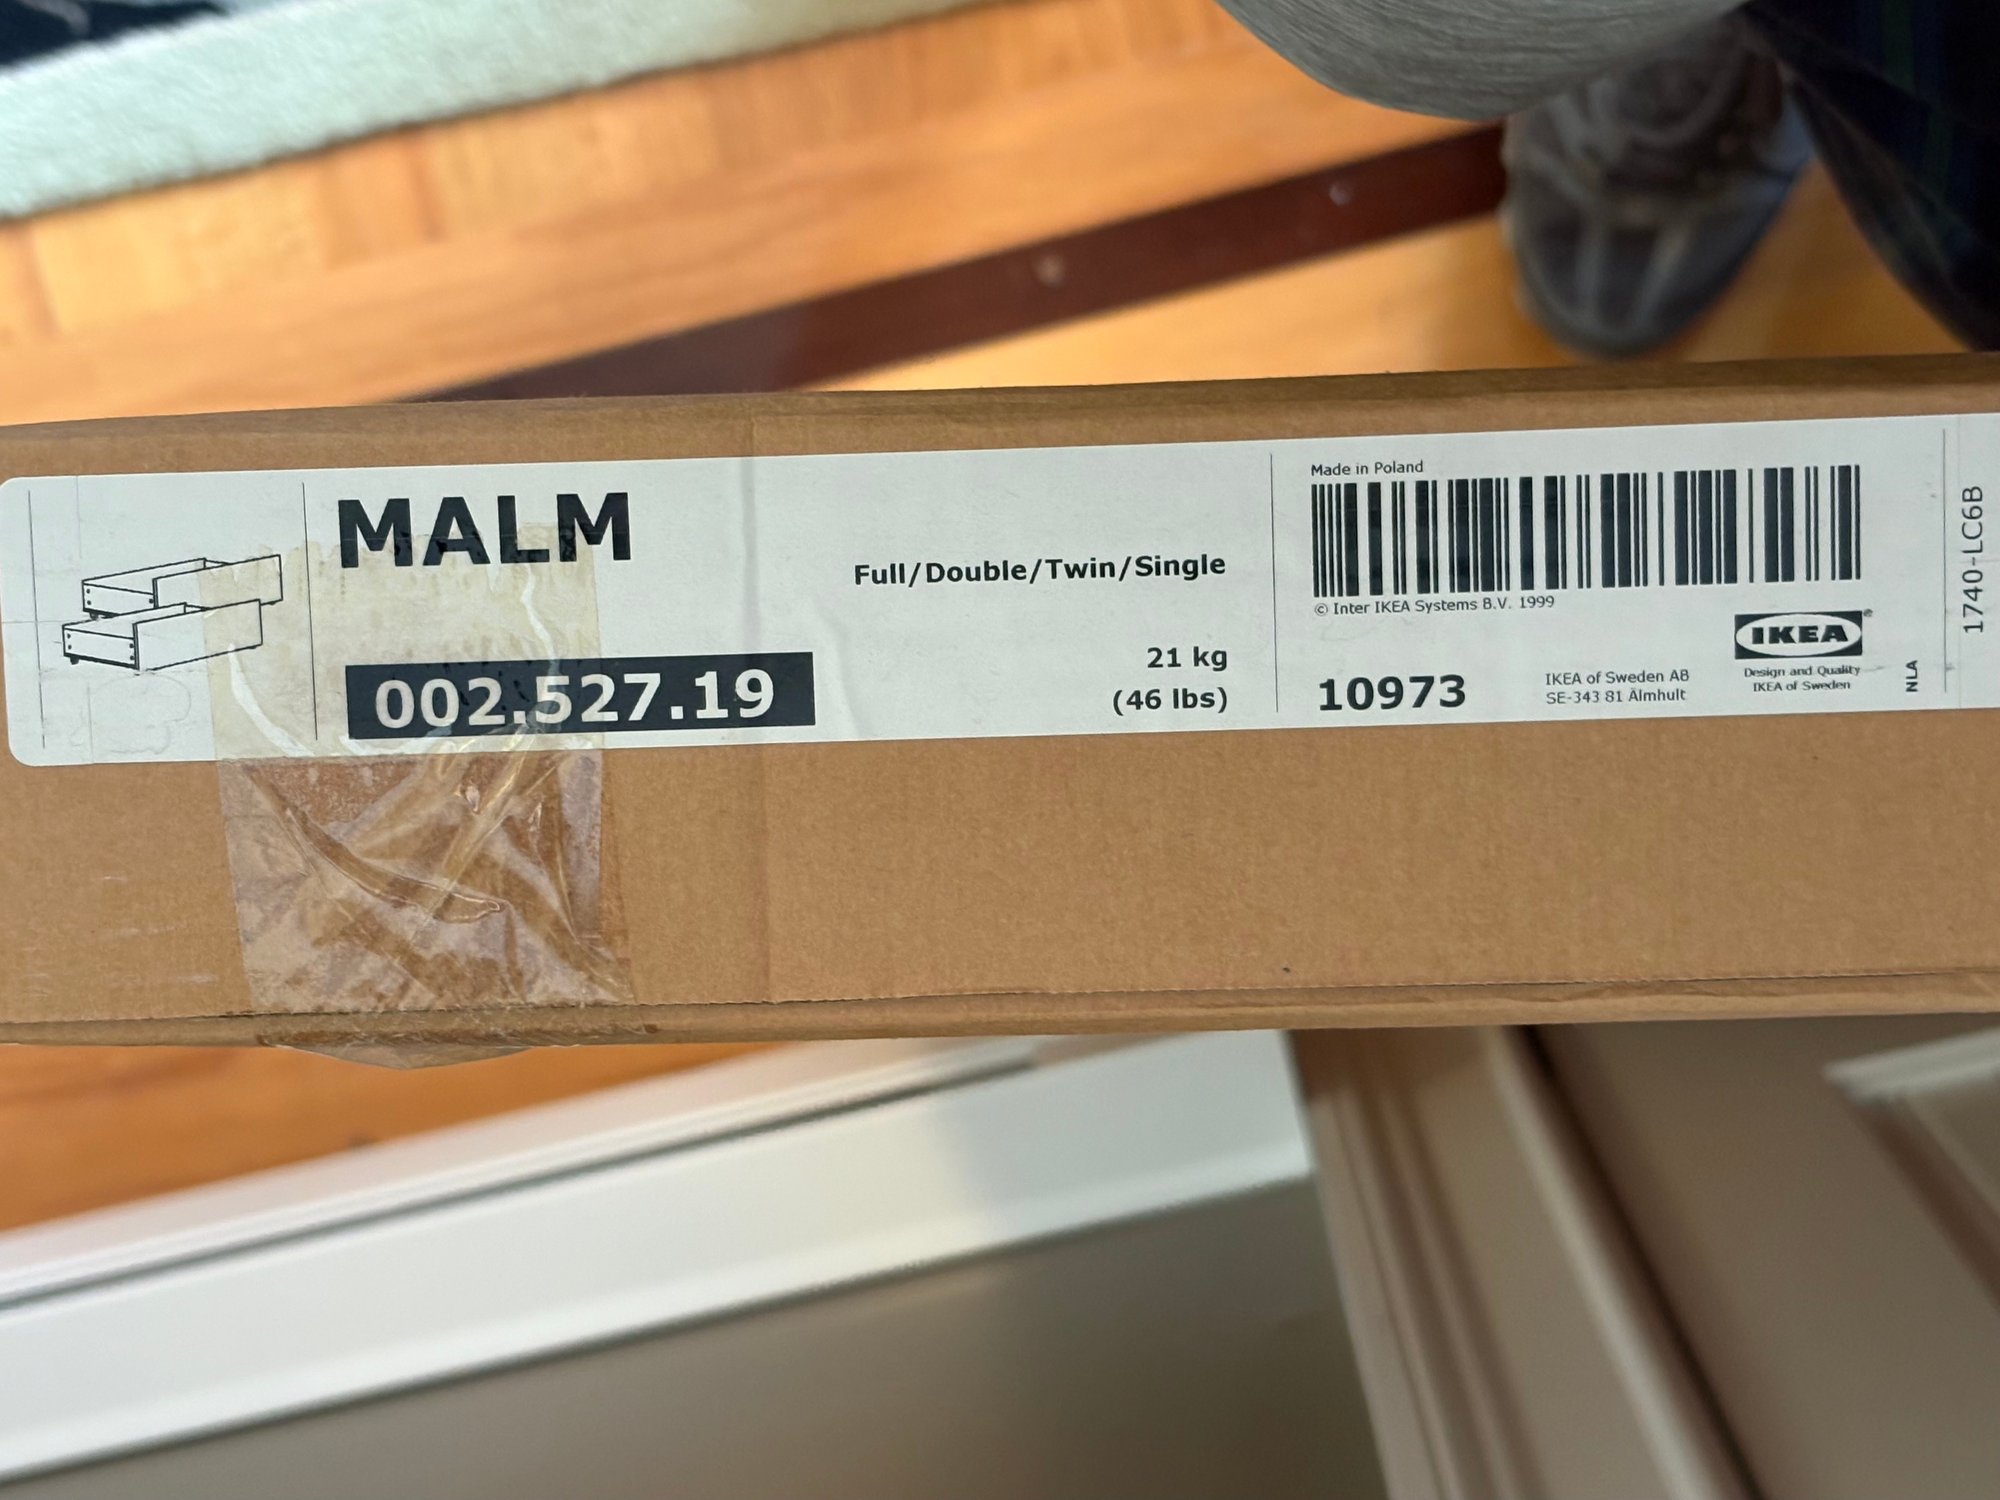 MALM
002.527.19
Full/Double/Twin/Single
21 kg
(46 lbs)
Made in Poland
© Inter IKEA Systems B.V. 1999
10973
IKEA of Sweden AB
SE-343 81 Älmhult
IKEA®
Design and Quality
IKEA of Sweden
NLA
1740-LC6B